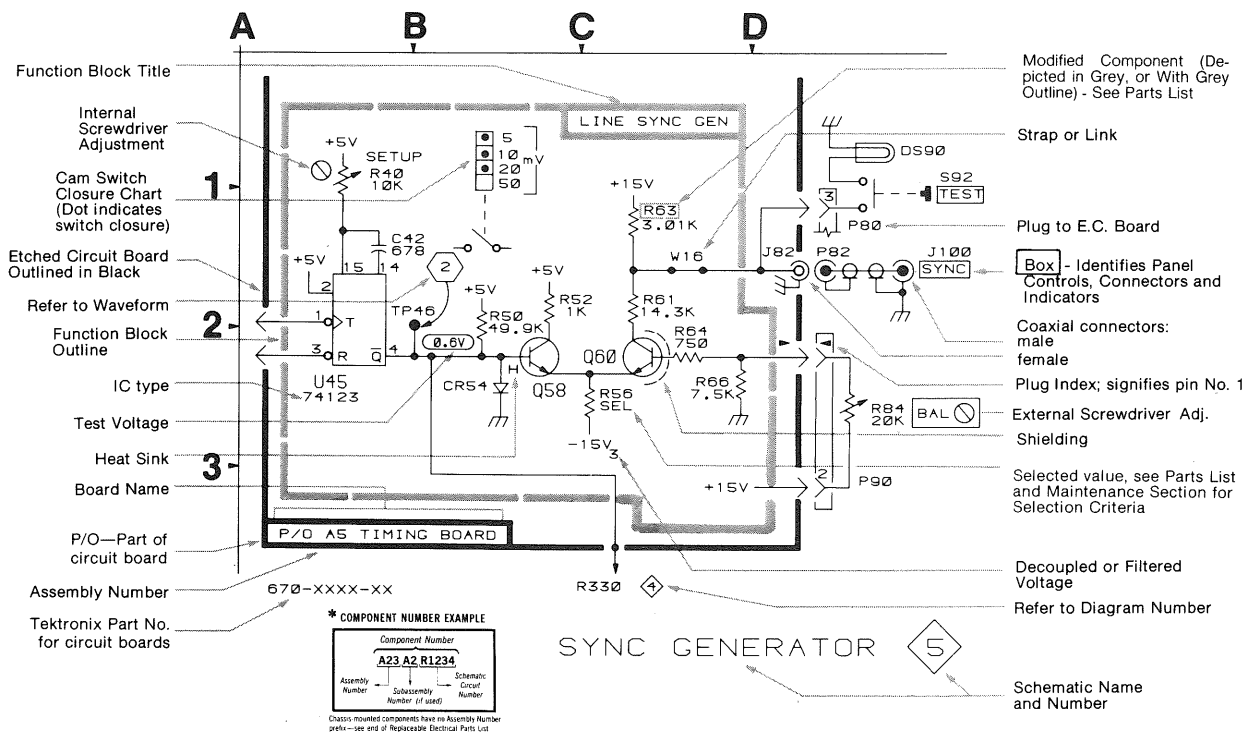 A B C D
Function Block Title
Internal
Screwdriver
Adjustment
Cam Switch
Closure Chart
(Dot indicates
switch closure)
Etched Circuit Board
Outlined in Black
Refer to Waveform
Function Block
Outline
IC type
Test Voltage
Heat Sink
Board Name
P/O—Part of
circuit board
Assembly Number
Tektronix Part No.
for circuit boards
1
2
3
LINE SYNC GEN
+5V
SETUP
R40
10K
5
10
20
50
mV
C42
678
+5V
15
14
2
1
T
3
R
Q
4
U45
74123
2
TP46
0.6V
+5V
R50
49.9K
CR54
+5V
R52
1K
H
Q58
Q60
R56
SEL
-15V
3
+15V
R63
3.01K
W16
R61
14.3K
R64
750
R66
7.5K
+15V
P/O A5 TIMING BOARD
670-XXXX-XX
R330
4
DS90
S92
TEST
3
P80
J82
P82
J100
SYNC
R84
20K
BAL
2
P90
Modified Component (De-
picted in Grey, or With Grey
Outline) - See Parts List
Strap or Link
Plug to E.C. Board
Box - Identifies Panel
Controls, Connectors and
Indicators
Coaxial connectors:
male
female
Plug Index; signifies pin No. 1
External Screwdriver Adj.
Shielding
Selected value, see Parts List
and Maintenance Section for
Selection Criteria
Decoupled or Filtered
Voltage
Refer to Diagram Number
Schematic Name
and Number
* COMPONENT NUMBER EXAMPLE
Component Number
A23 A2 R1234
Assembly
Number
Subassembly
Number (if used)
Schematic
Circuit
Number
Chassis-mounted components have no Assembly Number
prefix—see end of Replaceable Electrical Parts List
SYNC GENERATOR
5